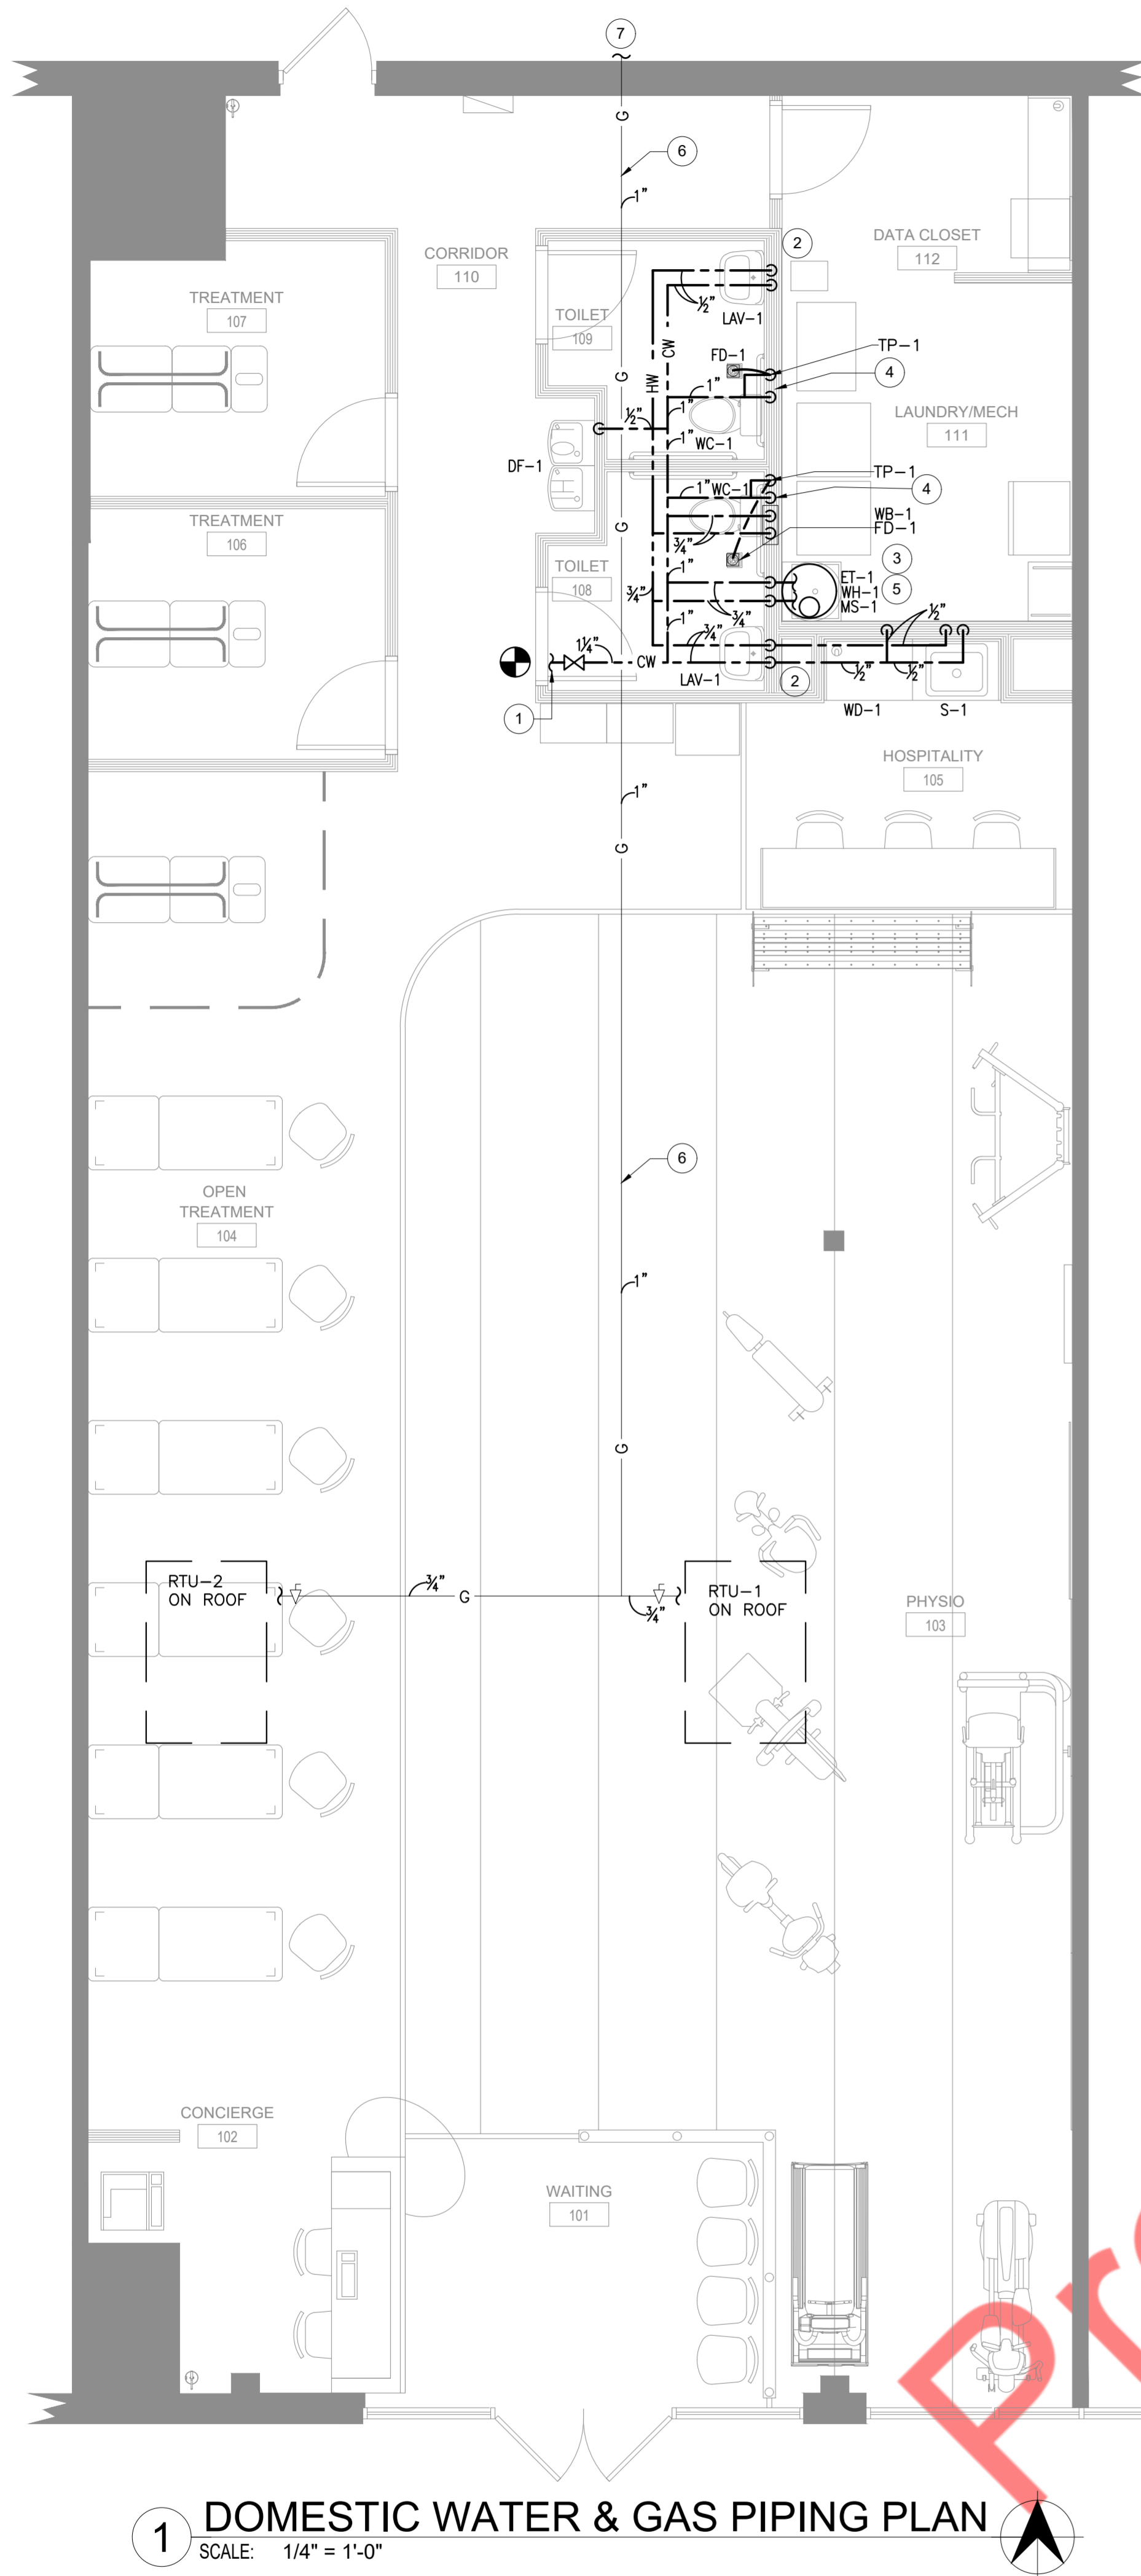 7
G
6
1"
CORRIDOR
110
2
DATA CLOSET
112
TREATMENT
107
TOILET
109
½"
LAV-1
CW
HW
FD-1
TP-1
4
G
1"
LAUNDRY/MECH
111
½"
1"
WC-1
1"
DF-1
TP-1
1"
WC-1
4
WB-1
FD-1
TREATMENT
106
G
¾"
3
TOILET
108
1"
ET-1
WH-1
MS-1
5
¾"
¾"
½"
1"
¾"
1¼"
CW
½"
½"
LAV-1
2
1
WD-1
S-1
HOSPITALITY
105
1"
G
6
OPEN
TREATMENT
104
1"
G
RTU-2
ON ROOF
¾"
G
¾"
RTU-1
ON ROOF
PHYSIO
103
CONCIERGE
102
WAITING
101
1
DOMESTIC WATER & GAS PIPING PLAN
SCALE: 1/4" = 1'-0"